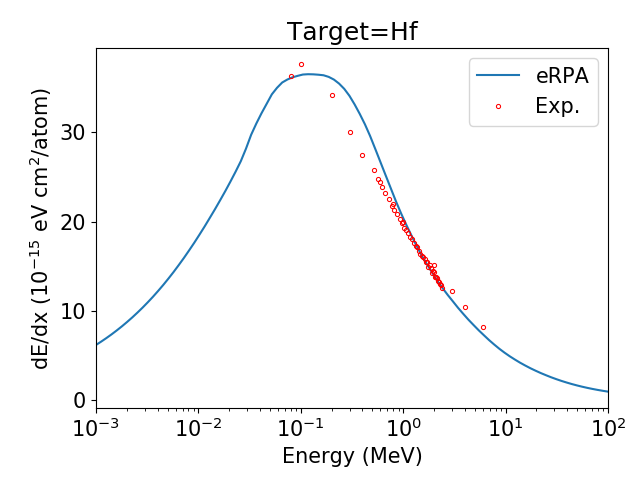 Target=Hf
eRPA
Exp.
dE/dx (10⁻¹⁵ eV cm²/atom)
30
20
10
0
10⁻³ 10⁻² 10⁻¹ 10⁰ 10¹ 10²
Energy (MeV)